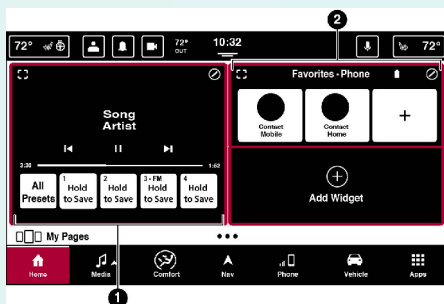 2
72°
72°
OUT
10:32
72°
Song
Artist
3:30
1:52
All
Presets
1
Hold
to Save
2
Hold
to Save
3 - FM
Hold
to Save
4
Hold
to Save
Favorites - Phone
Contact
Mobile
Contact
Home
+
Add Widget
My Pages
Home
Media
Comfort
Nav
Phone
Vehicle
Apps
1